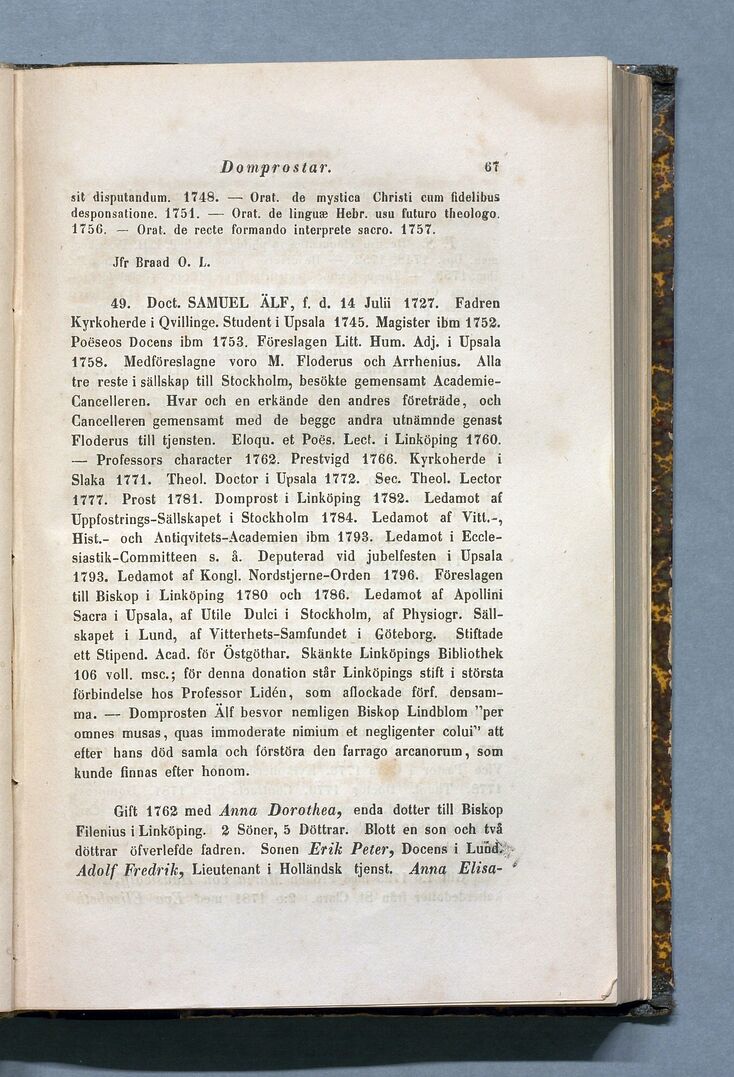 Domprostar. 67
sit disputandum. 1748. — Orat. de mystica Christi cum fidelibus
desponsatione. 1751. — Orat. de linguæ Hebr. usu futuro theologo.
1756. — Orat. de recte formando interprete sacro. 1757.
Jfr Braad O. L.
49. Doct. SAMUEL ÄLF, f. d. 14 Julii 1727. Fadren
Kyrkoherde i Qvillinge. Student i Upsala 1745. Magister ibm 1752.
Poëseos Docens ibm 1753. Föreslagen Litt. Hum. Adj. i Upsala
1758. Medföreslagne voro M. Floderus och Arrhenius. Alla
tre reste i sällskap till Stockholm, besökte gemensamt Academie-
Cancelleren. Hvar och en erkände den andres företräde, och
Cancelleren gemensamt med de begge andra utnämnde genast
Floderus till tjensten. Eloqu. et Poës. Lect. i Linköping 1760.
— Professors character 1762. Prestvigd 1766. Kyrkoherde i
Slaka 1771. Theol. Doctor i Upsala 1772. Sec. Theol. Lector
1777. Prost 1781. Domprost i Linköping 1782. Ledamot af
Uppfostrings-Sällskapet i Stockholm 1784. Ledamot af Vitt.-,
Hist.- och Antiqvitets-Academien ibm 1793. Ledamot i Eccle-
siastik-Committeen s. å. Deputerad vid jubelfesten i Upsala
1793. Ledamot af Kongl. Nordstjerne-Orden 1796. Föreslagen
till Biskop i Linköping 1780 och 1786. Ledamot af Apollini
Sacra i Upsala, af Utile Dulci i Stockholm, af Physiogr. Säll-
skapet i Lund, af Vitterhets-Samfundet i Göteborg. Stiftade
ett Stipend. Acad. för Östgöthar. Skänkte Linköpings Bibliothek
106 voll. msc.; för denna donation står Linköpings stift i största
förbindelse hos Professor Lidén, som aflockade förf. densam-
ma. — Domprosten Älf besvor nemligen Biskop Lindblom "per
omnes musas, quas immoderate nimium et negligenter colui" att
efter hans död samla och förstöra den farrago arcanorum, som
kunde finnas efter honom.
Gift 1762 med Anna Dorothea, enda dotter till Biskop
Filenius i Linköping. 2 Söner, 5 Döttrar. Blott en son och två
döttrar öfverlefde fadren. Sonen Erik Peter, Docens i Lund.
Adolf Fredrik, Lieutenant i Holländsk tjenst. Anna Elisa-